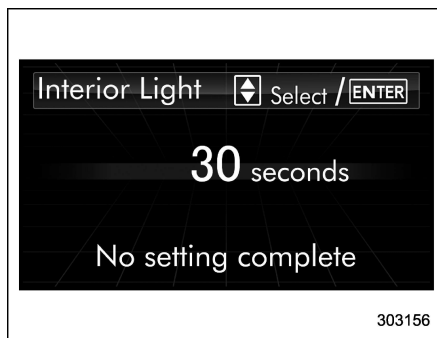 Interior Light Select / ENTER
30 seconds
No setting complete
303156